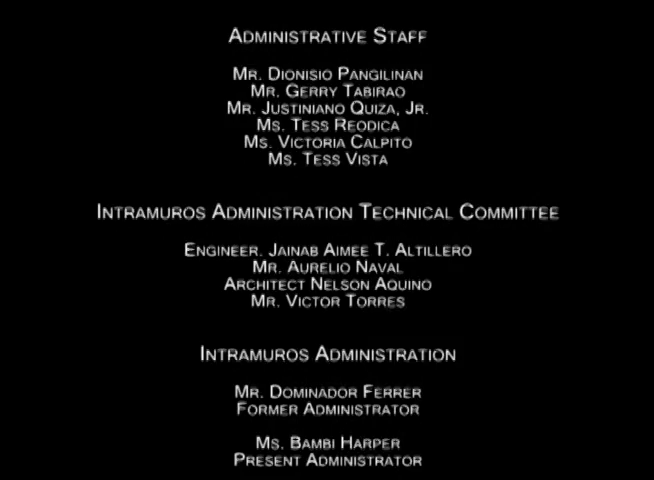 ADMINISTRATIVE STAFF
MR. DIONISIO PANGILINAN
MR. GERRY TABIRAO
MR. JUSTINIANO QUIZA, JR.
MS. TESS REODICA
MS. VICTORIA CALPITO
MS. TESS VISTA
INTRAMUROS ADMINISTRATION TECHNICAL COMMITTEE
ENGINEER. JAINAB AIMEE T. ALTILLERO
MR. AURELIO NAVAL
ARCHITECT NELSON AQUINO
MR. VICTOR TORRES
INTRAMUROS ADMINISTRATION
MR. DOMINADOR FERRER
FORMER ADMINISTRATOR
MS. BAMBI HARPER
PRESENT ADMINISTRATOR